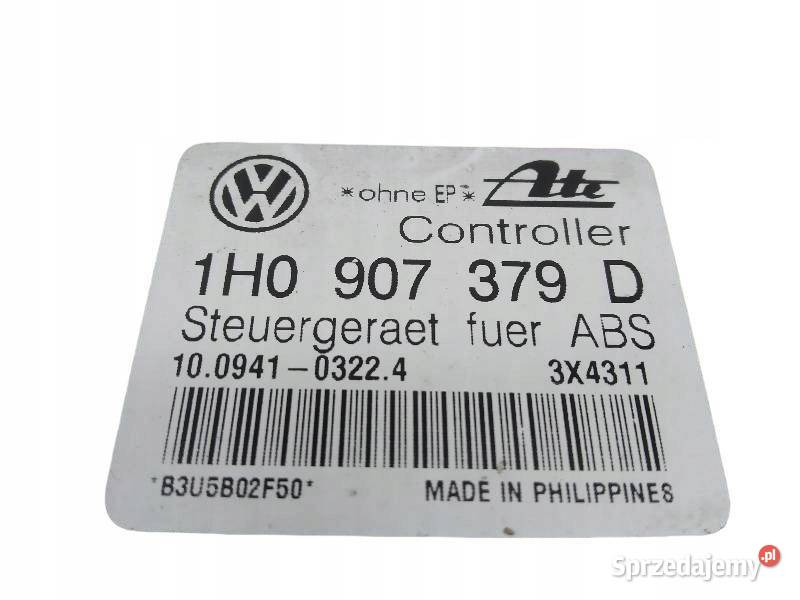 *ohne EP* Ate
Controller
1H0 907 379 D
Steuergeraet fuer ABS
10.0941-0322.4 3X4311
*B3U5B02F50* MADE IN PHILIPPINES
Sprzedajemy.pl